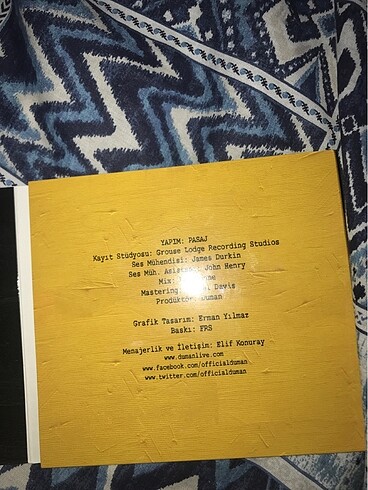 YAPIM: PASAJ
Kayıt Stüdyosu: Grouse Lodge Recording Studios
Ses Mühendisi: James Durkin
Ses Müh. Asistanı: John Henry
Mix:
Mastering: Davis
Prodüktör: Duman
Grafik Tasarım: Erman Yılmaz
Baskı: FRS
Menajerlik ve İletişim: Elif Konuray
www.dumanlive.com
www.facebook.com/officialduman
www.twitter.com/officialduman